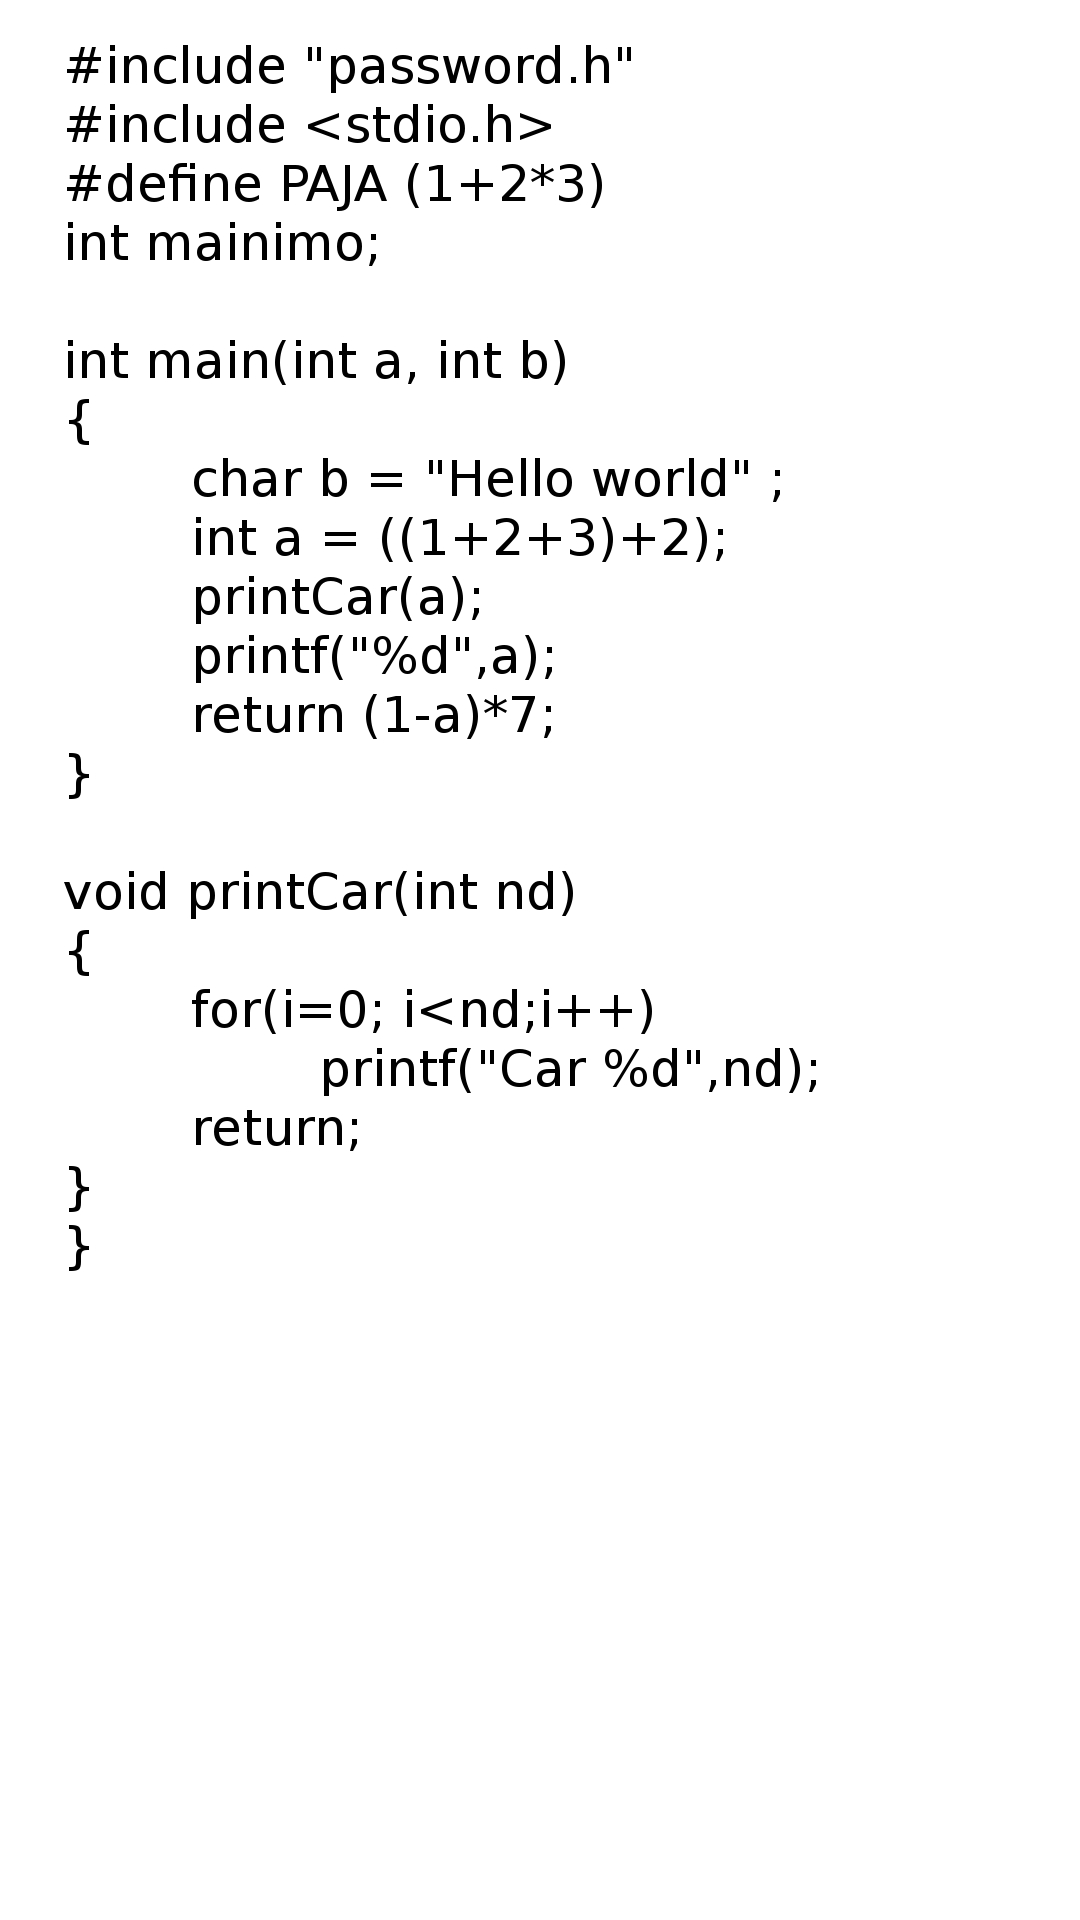 #include "password.h"
#include <stdio.h>
#define PAJA (1+2*3)
int mainimo;

int main(int a, int b)
{
	char b = "Hello world" ;
	int a = ((1+2+3)+2);
	printCar(a);
	printf("%d",a);
	return (1-a)*7;
}

void printCar(int nd)
{
	for(i=0; i<nd;i++)
		printf("Car %d",nd);
	return;
}
}